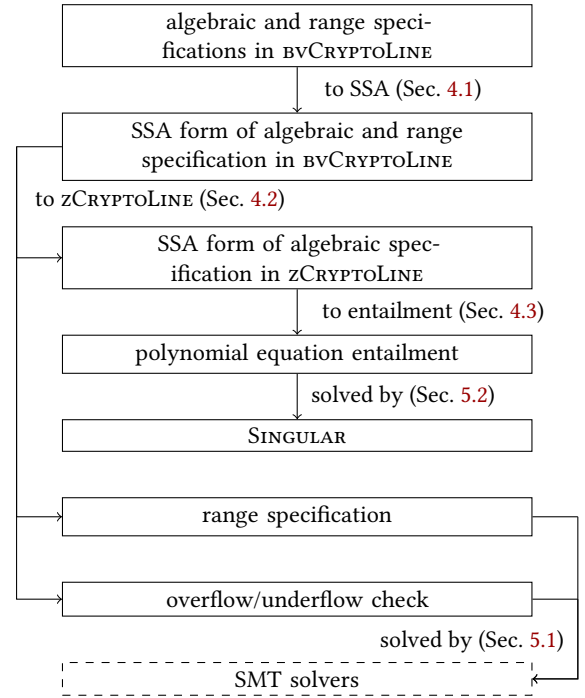 algebraic and range speci-
fications in bvCryptoLine
to SSA (Sec. 4.1)
SSA form of algebraic and range
specification in bvCryptoLine
to zCryptoLine (Sec. 4.2)
SSA form of algebraic spec-
ification in zCryptoLine
to entailment (Sec. 4.3)
polynomial equation entailment
solved by (Sec. 5.2)
Singular
range specification
overflow/underflow check
solved by (Sec. 5.1)
SMT solvers